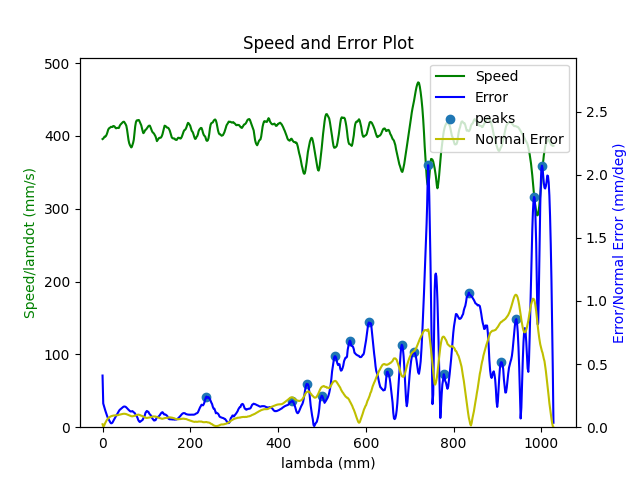 Speed and Error Plot
Speed
Error
peaks
Normal Error
500
400
300
200
100
0
Speed/lamdot (mm/s)
2.5
2.0
1.5
1.0
0.5
0.0
Error/Normal Error (mm/deg)
0 200 400 600 800 1000
lambda (mm)